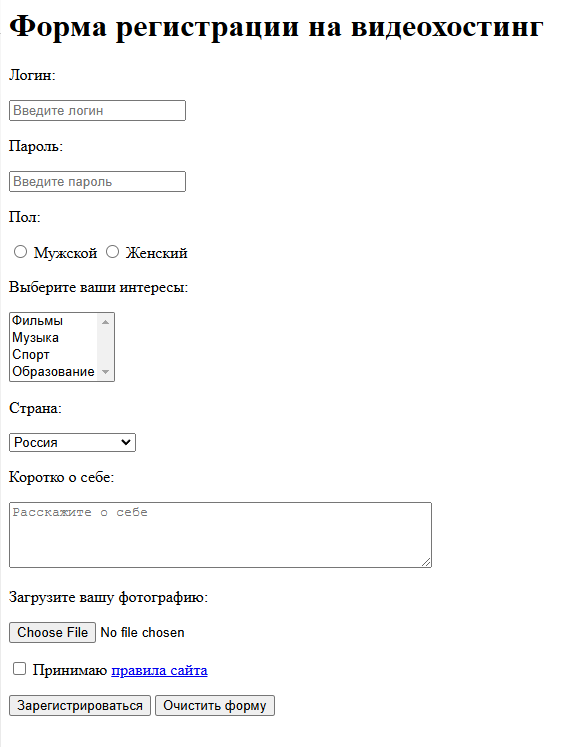 Форма регистрации на видеохостинг
Логин:
Введите логин
Пароль:
Введите пароль
Пол:
Мужской Женский
Выберите ваши интересы:
Фильмы
Музыка
Спорт
Образование
Страна:
Россия
Коротко о себе:
Расскажите о себе
Загрузите вашу фотографию:
Choose File No file chosen
Принимаю правила сайта
Зарегистрироваться Очистить форму